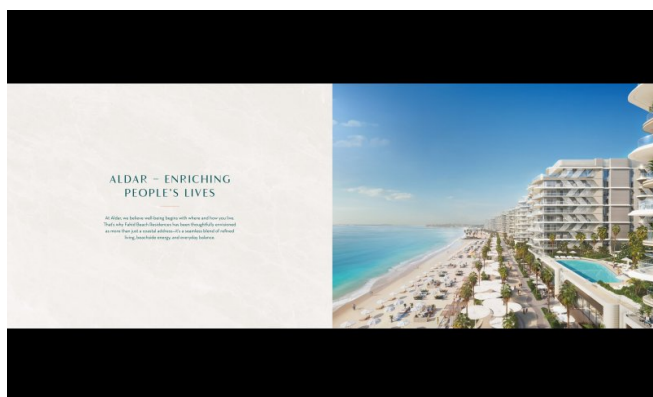 ALDAR – ENRICHING
PEOPLE'S LIVES
At Aldar, we believe well-being begins with where and how you live.
That's why Fahid Beach Residences has been thoughtfully envisioned
as more than just a coastal address–it's a seamless blend of refined
living, beachside energy, and everyday balance.